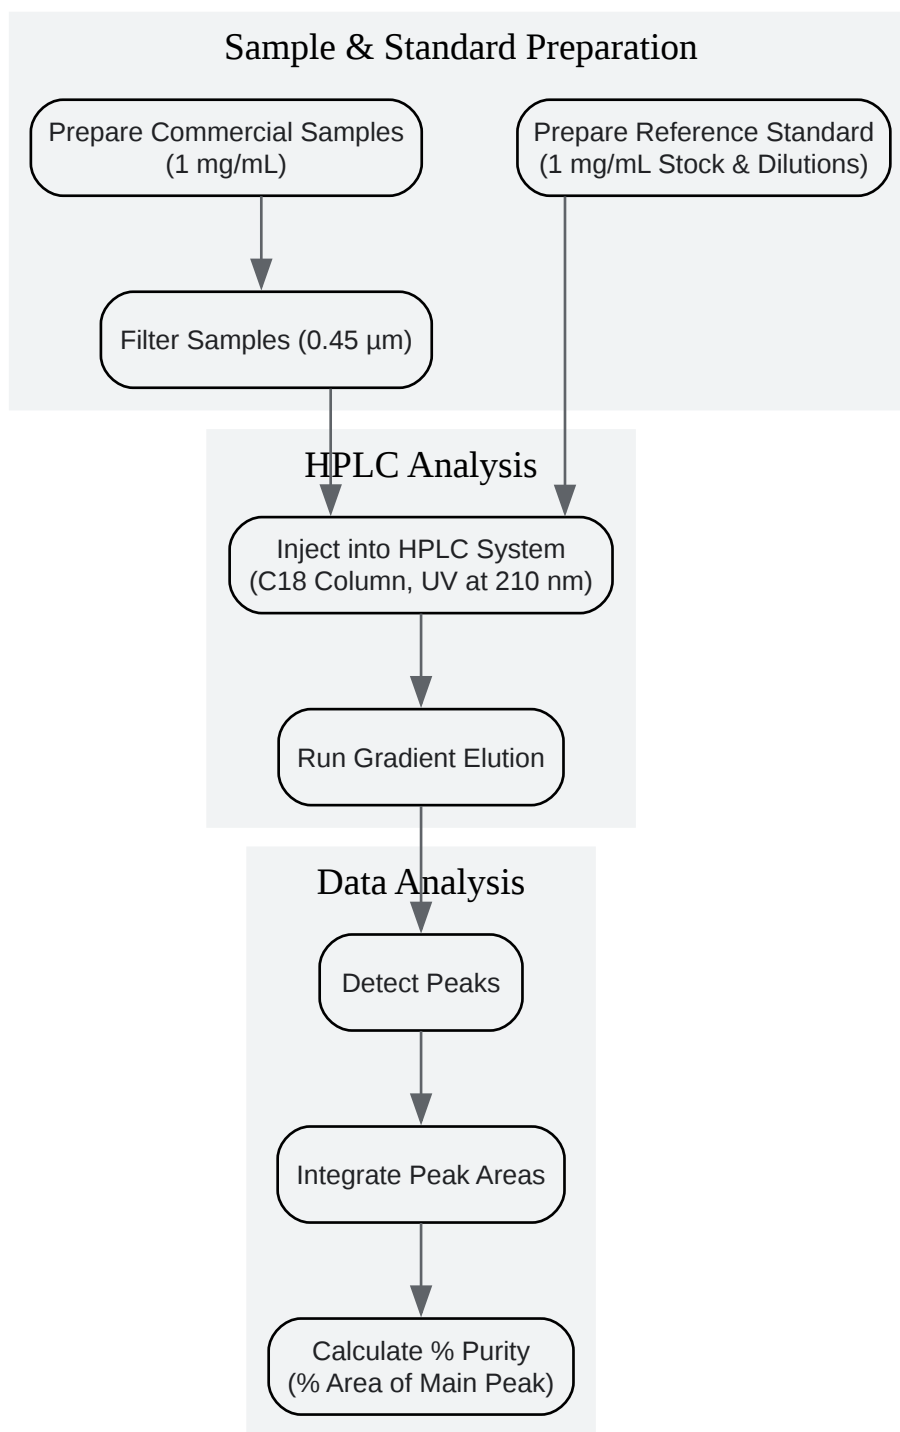 Sample & Standard Preparation
Prepare Commercial Samples
(1 mg/mL)
Prepare Reference Standard
(1 mg/mL Stock & Dilutions)
Filter Samples (0.45 µm)
HPLC Analysis
Inject into HPLC System
(C18 Column, UV at 210 nm)
Run Gradient Elution
Data Analysis
Detect Peaks
Integrate Peak Areas
Calculate % Purity
(% Area of Main Peak)